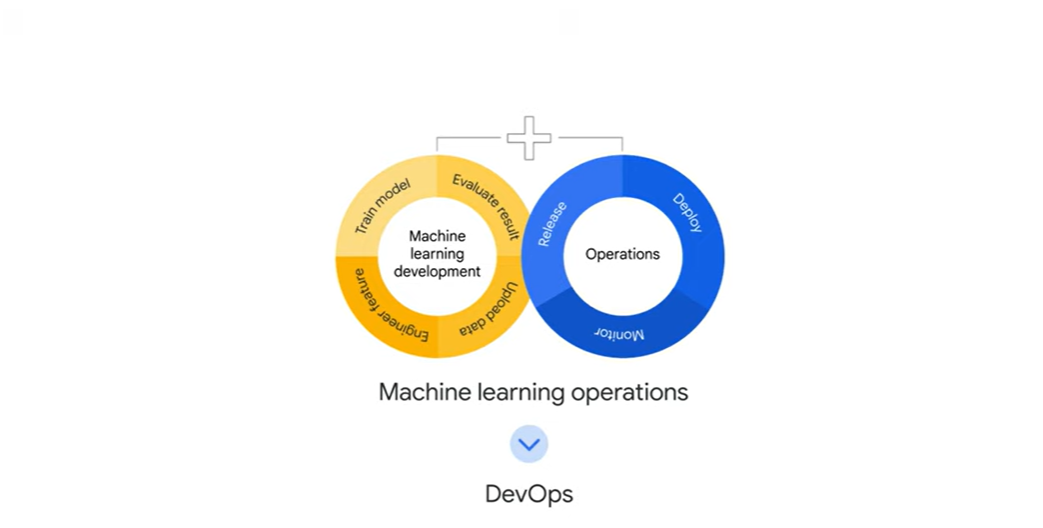 Train model
Evaluate result
Machine
learning
development
Engineer feature
Upload data
Release
Deploy
Operations
Monitor
Machine learning operations
DevOps